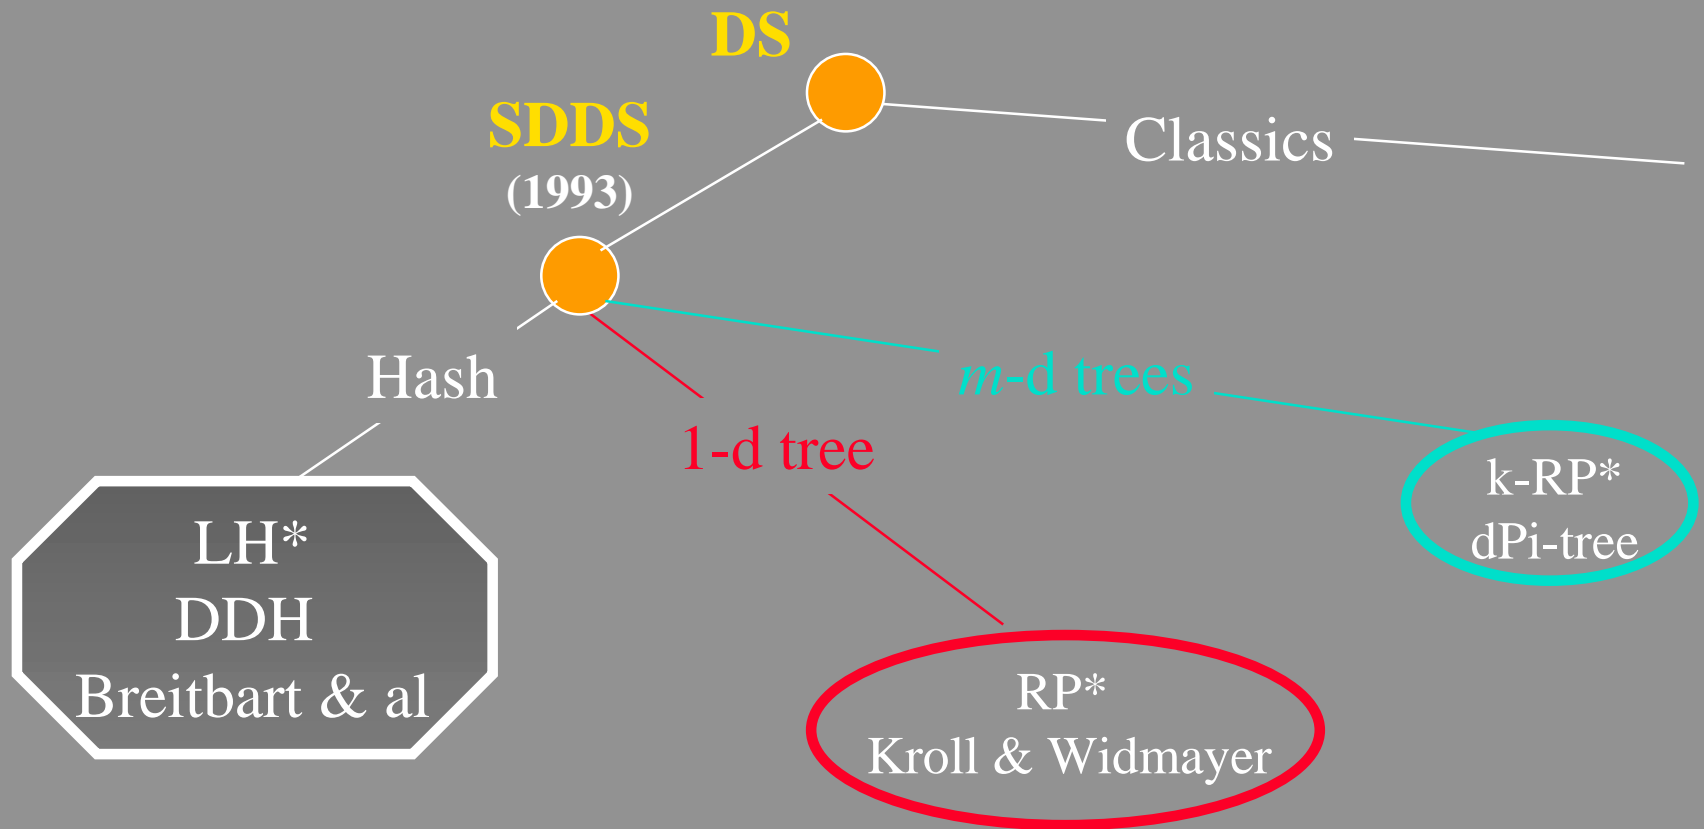 DS
SDDS
(1993)
Classics
Hash
m-d trees
1-d tree
k-RP*
dPi-tree
LH*
DDH
Breitbart & al
RP*
Kroll & Widmayer